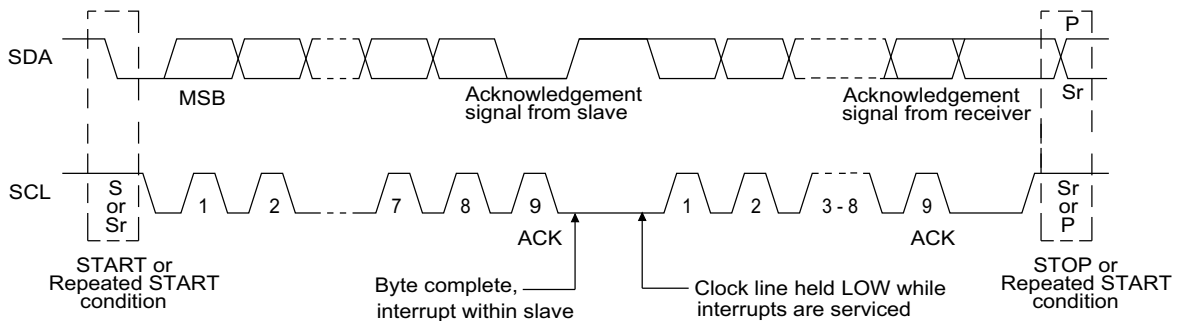 P
SDA
MSB
Acknowledgement
signal from slave
Acknowledgement
signal from receiver
Sr
SCL
S
or
Sr
1
2
7
8
9
1
2
3 - 8
9
Sr
or
P
ACK
ACK
START or
Repeated START
condition
Byte complete,
interrupt within slave
Clock line held LOW while
interrupts are serviced
STOP or
Repeated START
condition